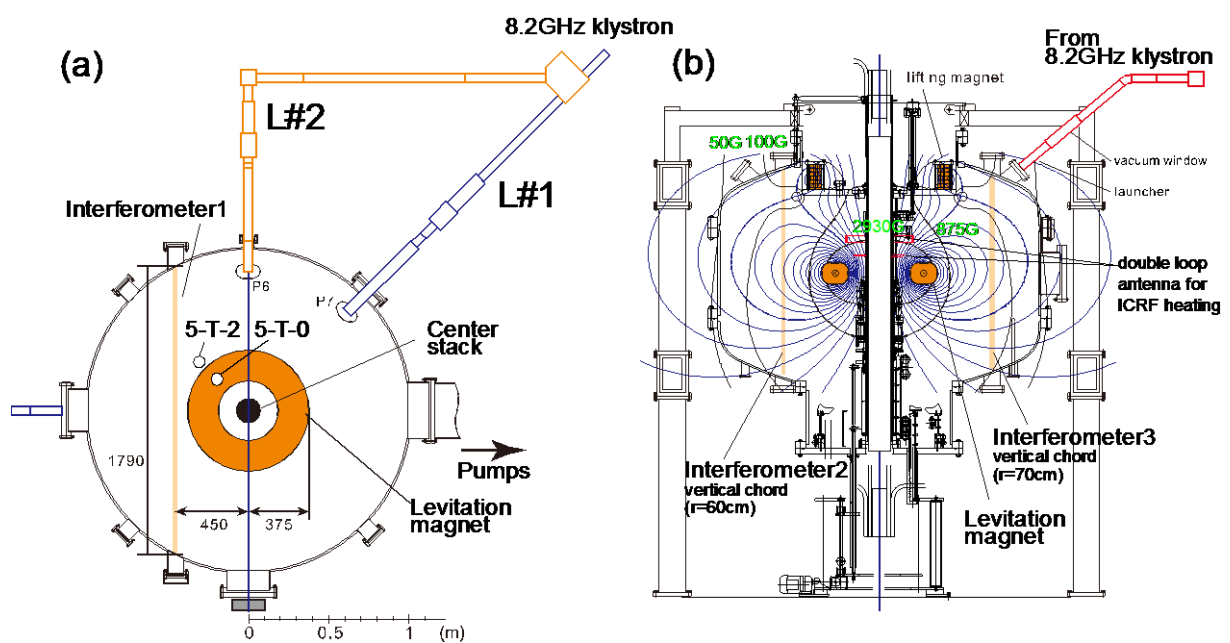 (a)
8.2GHz klystron
L#2
L#1
Interferometer1
P6
P7
5-T-2
5-T-0
Center
stack
1790
Pumps
450
375
Levitation
magnet
0
0.5
1
(m)
(b)
From
8.2GHz klystron
lift ng magnet
50G
100G
vacuum window
launcher
2930G
875G
double loop
antenna for
ICRF heating
Interferometer2
vertical chord
(r=60cm)
Interferometer3
vertical chord
(r=70cm)
Levitation
magnet